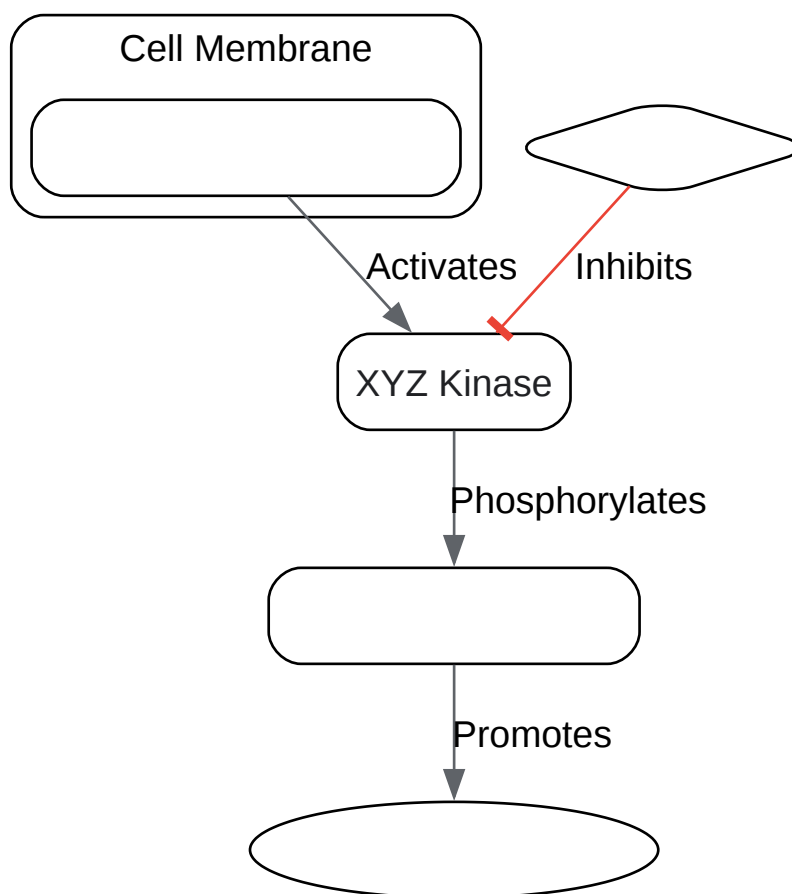 Cell Membrane
Activates
Inhibits
XYZ Kinase
Phosphorylates
Promotes